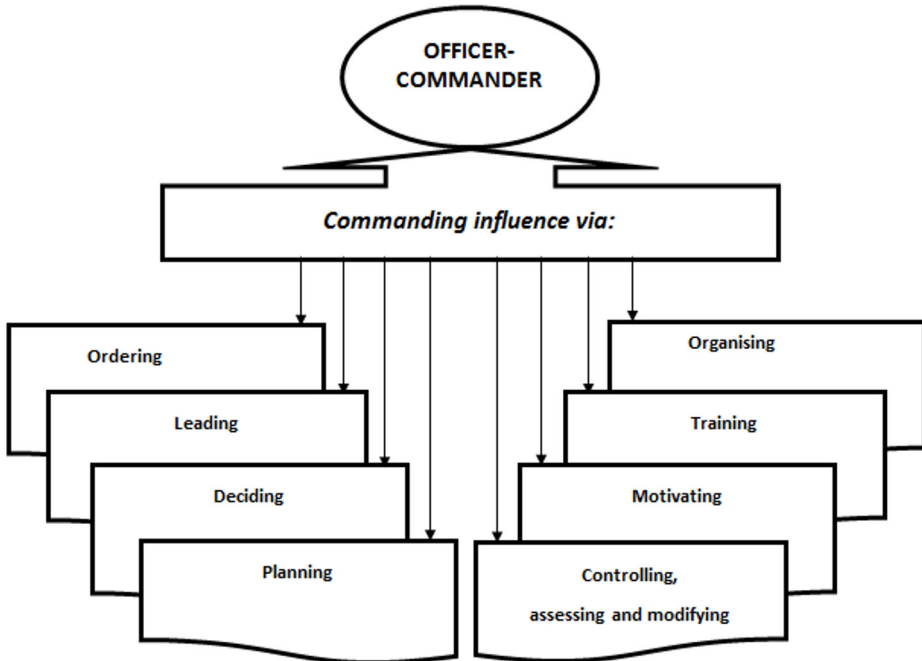 OFFICER-
COMMANDER
Commanding influence via:
Ordering
Leading
Deciding
Planning
Organising
Training
Motivating
Controlling,
assessing and modifying